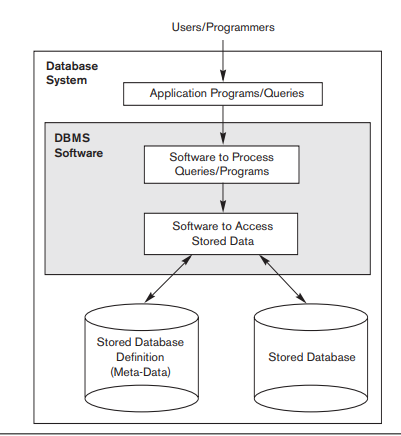 Users/Programmers
Database
System
Application Programs/Queries
DBMS
Software
Software to Process
Queries/Programs
Software to Access
Stored Data
Stored Database
Definition
(Meta-Data)
Stored Database